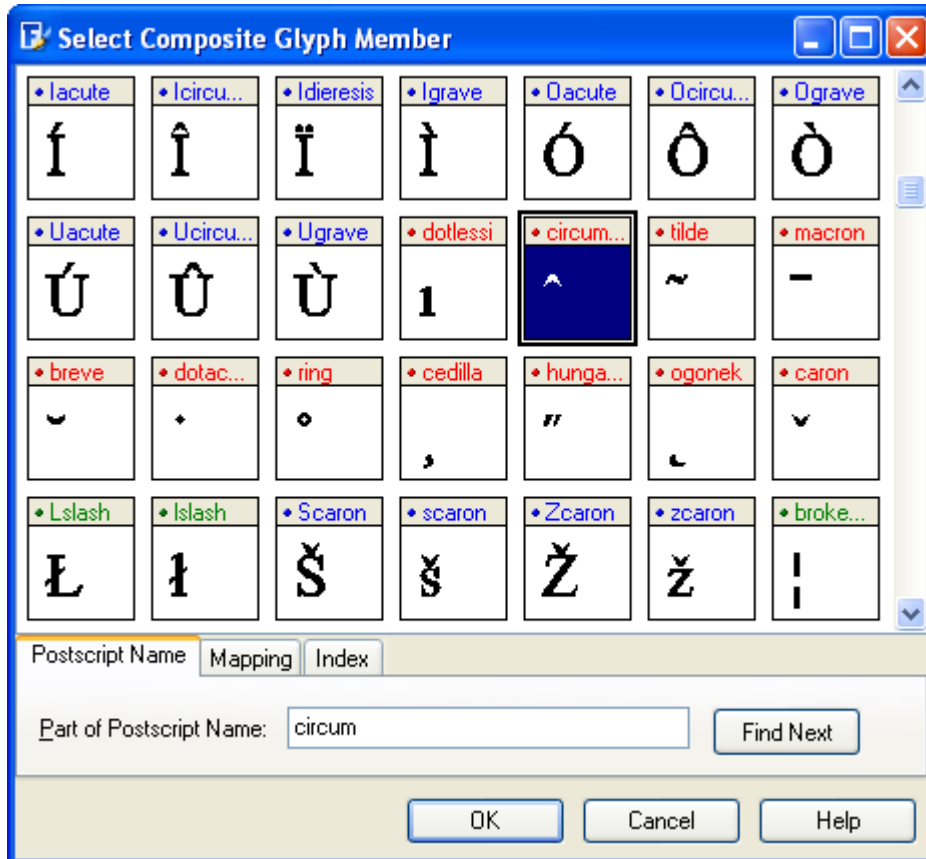 Select Composite Glyph Member
• Iacute • Icircu... • Idieresis • Igrave • Oacute • Ocircu... • Ograve
Í Î Ï Ì Ó Ô Ò
• Uacute • Ucircu... • Ugrave • dotlessi • circum... • tilde • macron
Ú Û Ù ı ˆ ˜ ¯
• breve • dotac... • ring • cedilla • hunga... • ogonek • caron
˘ ˙ ˚ ¸ ˝ ˛ ˇ
• Lslash • lslash • Scaron • scaron • Zcaron • zcaron • broke...
Ł ł Š š Ž ž ¦
Postscript Name Mapping Index
Part of Postscript Name: circum Find Next
OK Cancel Help